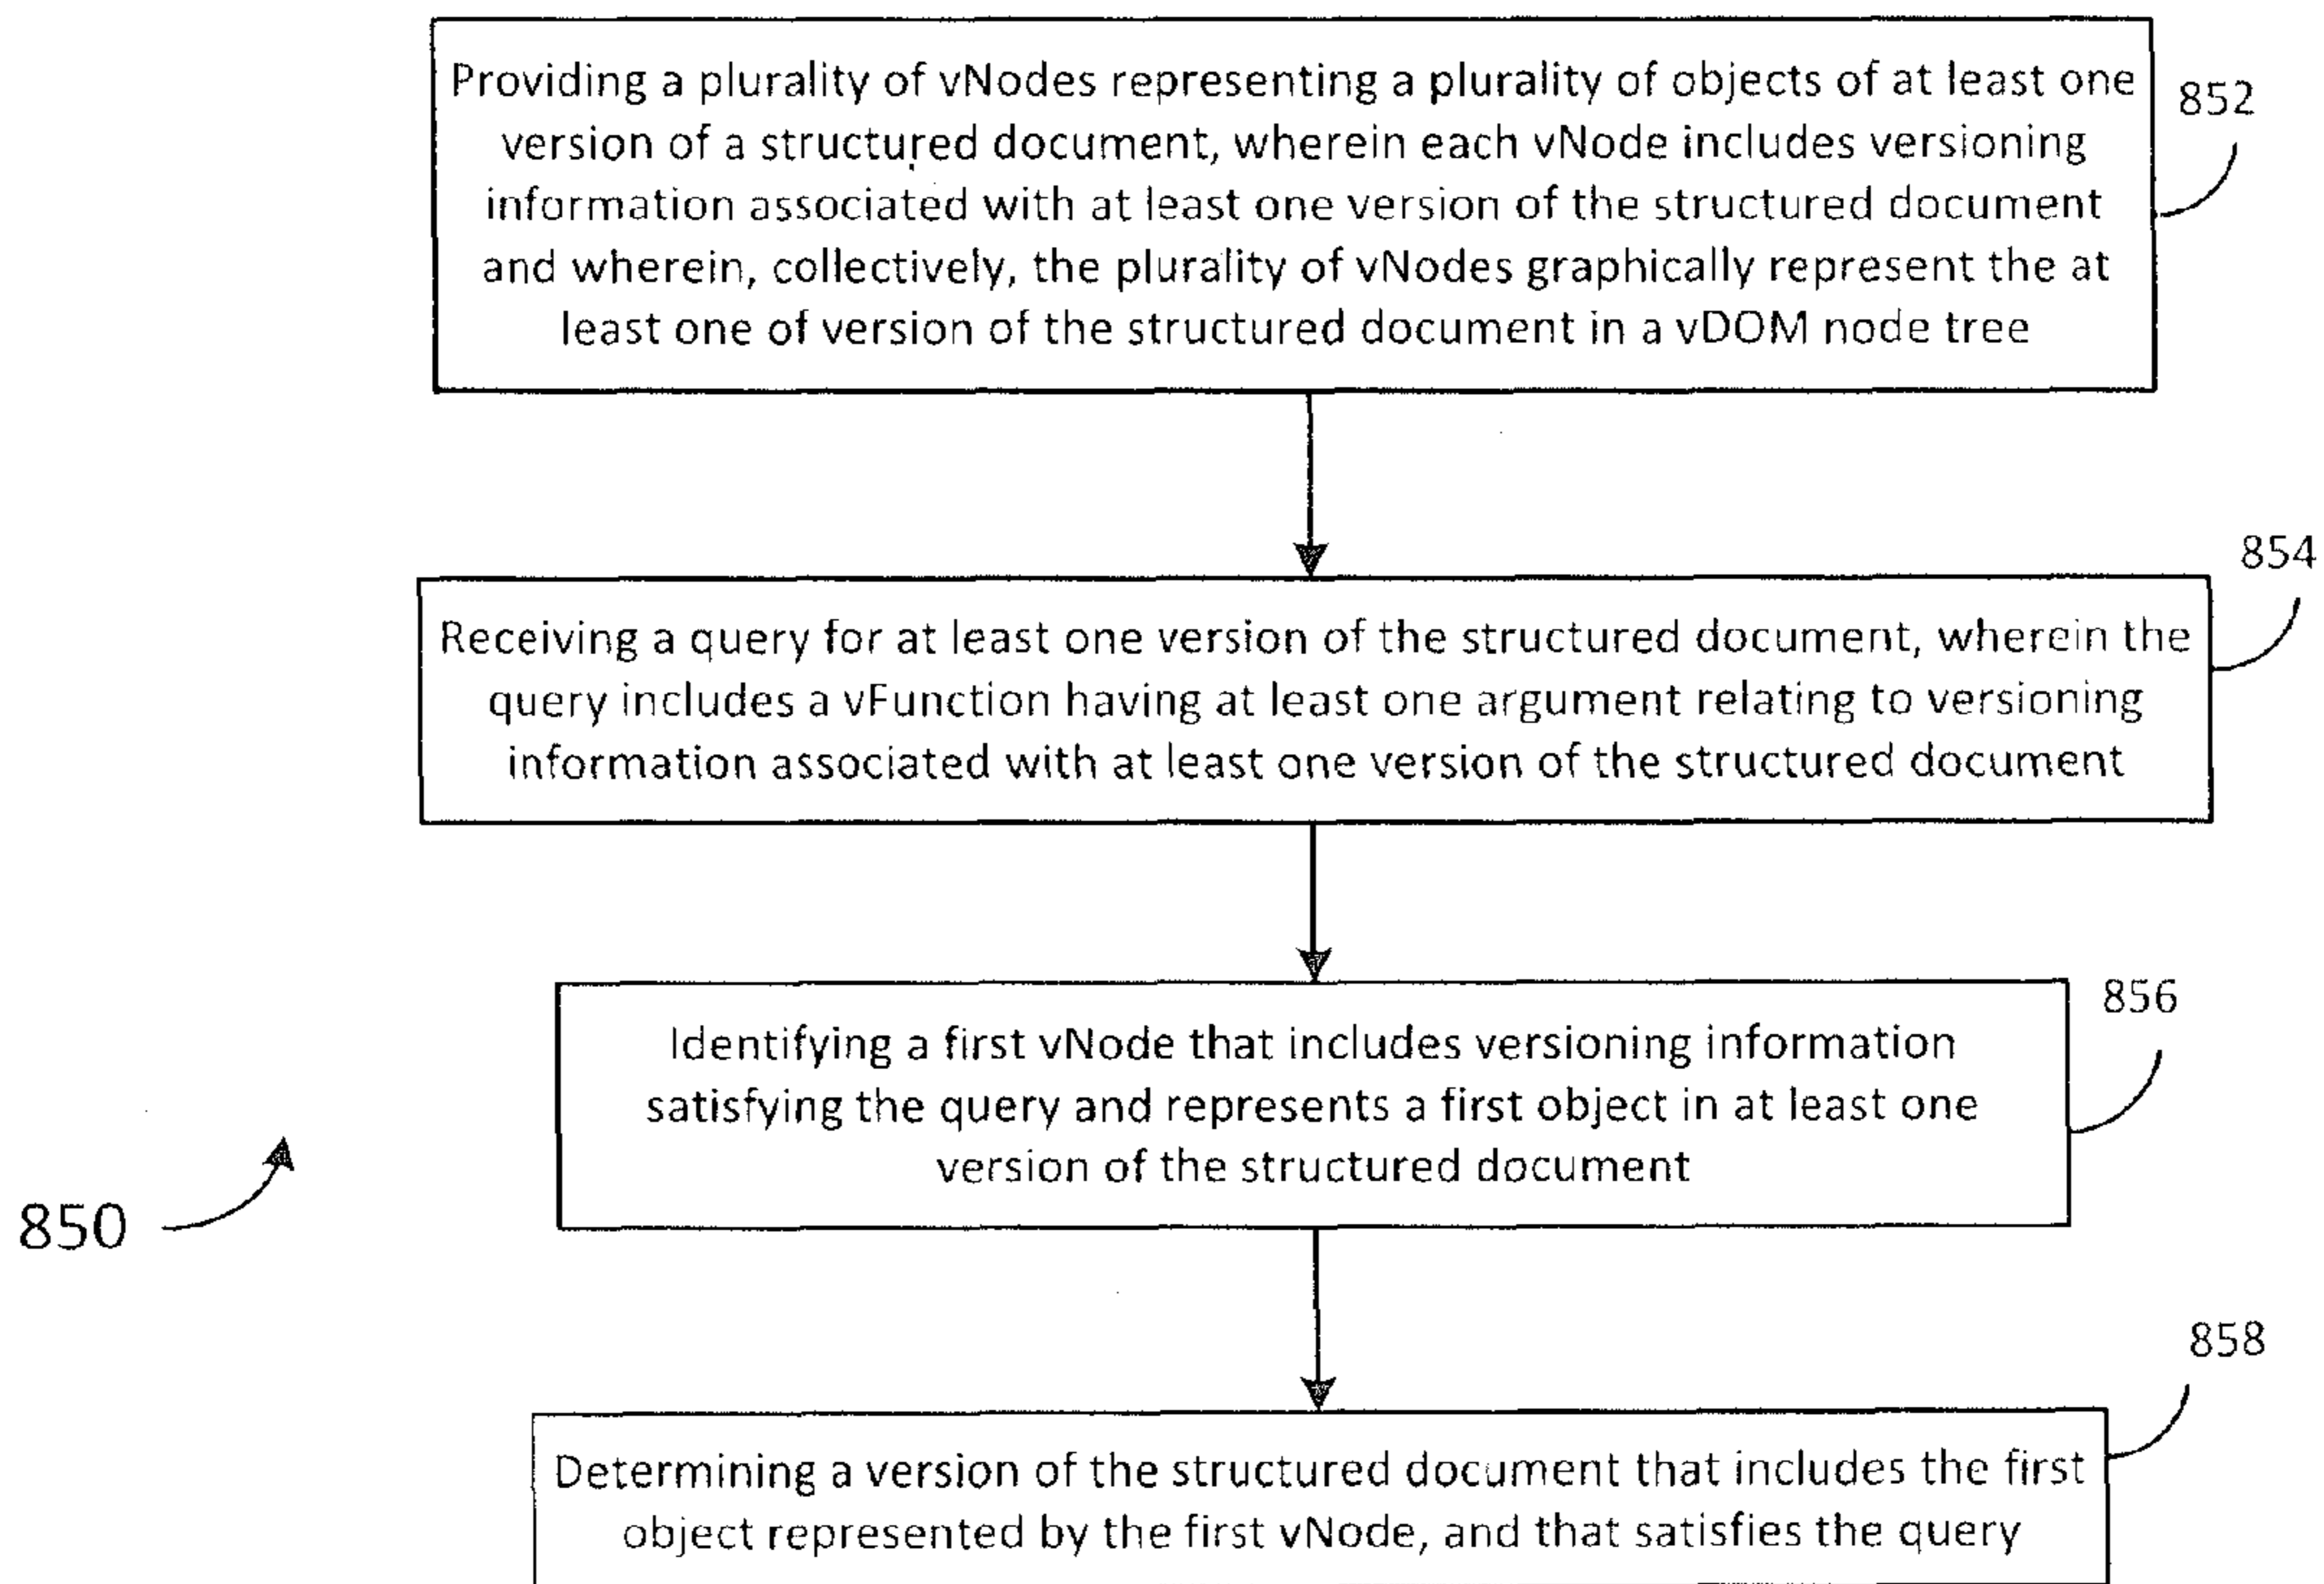 Providing a plurality of vNodes representing a plurality of objects of at least one
version of a structured document, wherein each vNode includes versioning
information associated with at least one version of the structured document
and wherein, collectively, the plurality of vNodes graphically represent the at
least one of version of the structured document in a vDOM node tree
852
854
Receiving a query for at least one version of the structured document, wherein the
query includes a vFunction having at least one argument relating to versioning
information associated with at least one version of the structured document
856
Identifying a first vNode that includes versioning information
satisfying the query and represents a first object in at least one
version of the structured document
850
858
Determining a version of the structured document that includes the first
object represented by the first vNode, and that satisfies the query